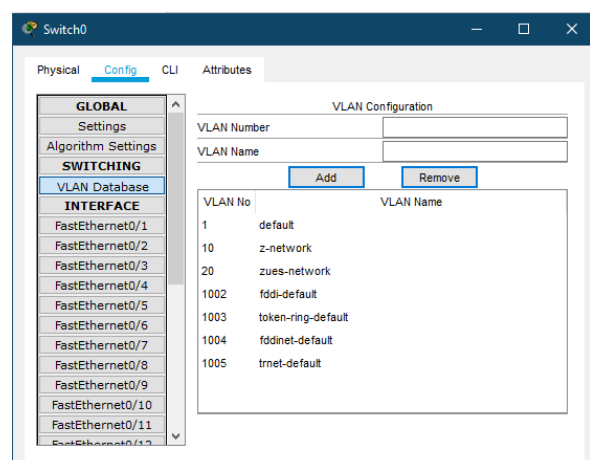 Switch0
Physical Config CLI Attributes
GLOBAL
Settings
Algorithm Settings
SWITCHING
VLAN Database
INTERFACE
FastEthernet0/1
FastEthernet0/2
FastEthernet0/3
FastEthernet0/4
FastEthernet0/5
FastEthernet0/6
FastEthernet0/7
FastEthernet0/8
FastEthernet0/9
FastEthernet0/10
FastEthernet0/11
FastEthernet0/12
VLAN Configuration
VLAN Number
VLAN Name
Add Remove
VLAN No VLAN Name
1 default
10 z-network
20 zues-network
1002 fddi-default
1003 token-ring-default
1004 fddinet-default
1005 trnet-default